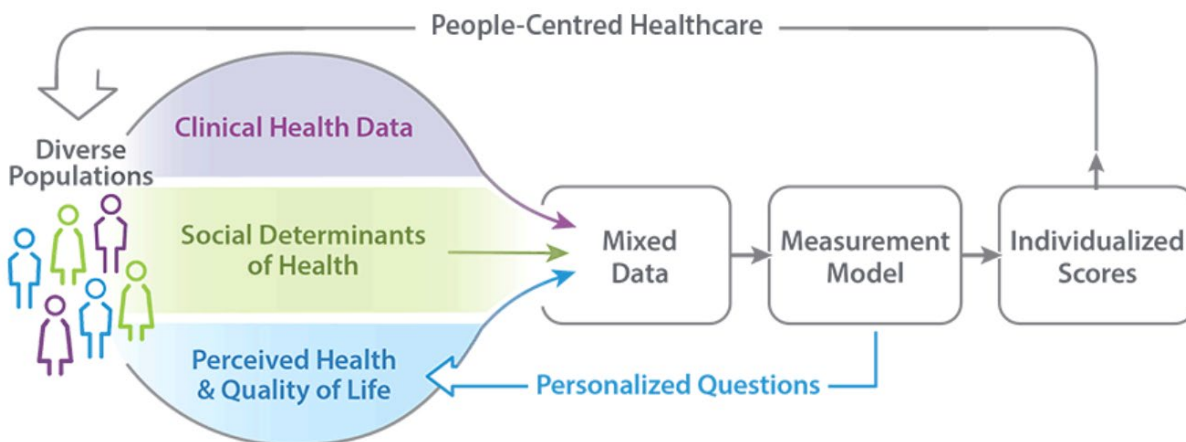 People-Centred Healthcare
Clinical Health Data
Diverse
Populations
Social Determinants
of Health
Perceived Health
& Quality of Life
Mixed
Data
Measurement
Model
Individualized
Scores
Personalized Questions